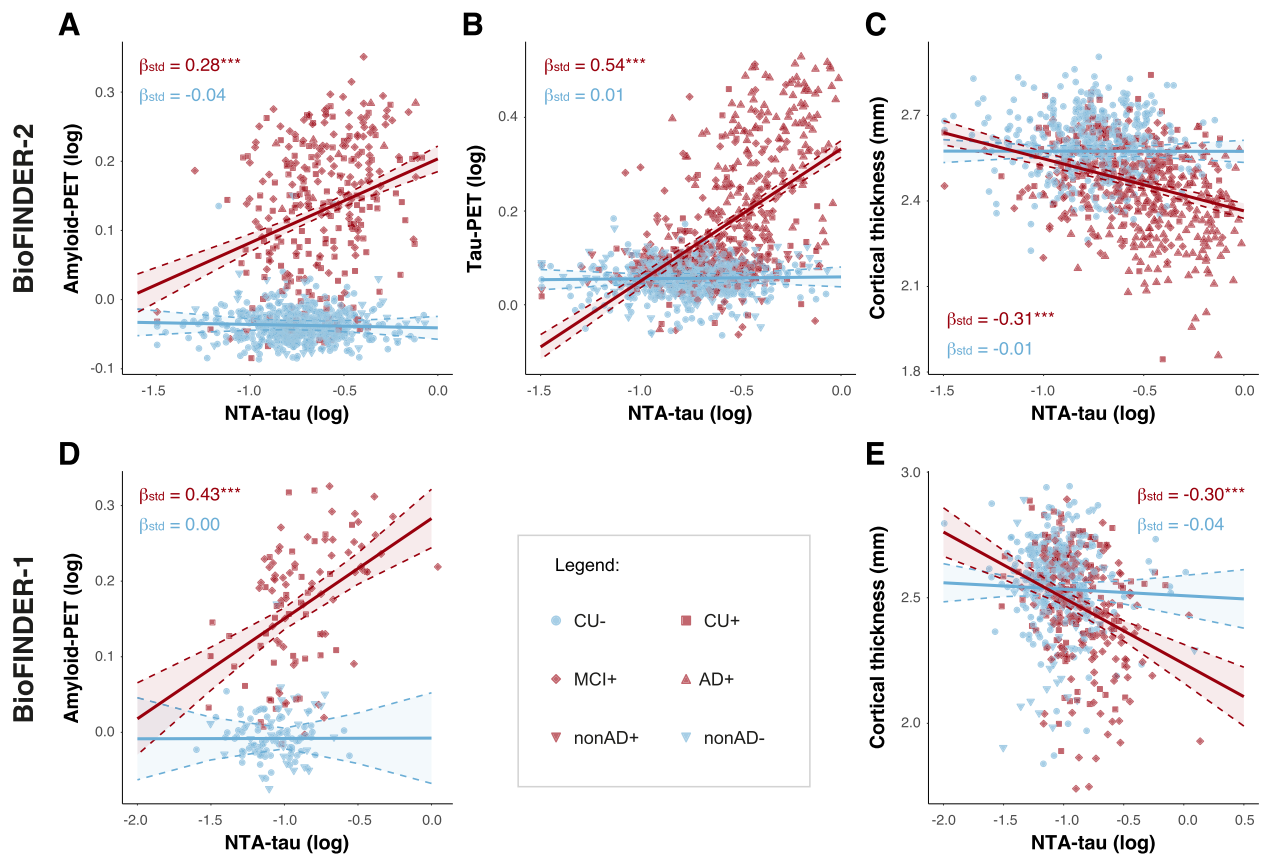 BioFINDER-2
A
βstd = 0.28***
βstd = -0.04
Amyloid-PET (log)
0.3
0.2
0.1
0.0
-0.1
-1.5 -1.0 -0.5 0.0
NTA-tau (log)
B
βstd = 0.54***
βstd = 0.01
Tau-PET (log)
0.4
0.2
0.0
-1.5 -1.0 -0.5 0.0
NTA-tau (log)
C
Cortical thickness (mm)
2.7
2.4
2.1
1.8
βstd = -0.31***
βstd = -0.01
-1.5 -1.0 -0.5 0.0
NTA-tau (log)
BioFINDER-1
D
βstd = 0.43***
βstd = 0.00
Amyloid-PET (log)
0.3
0.2
0.1
0.0
-2.0 -1.5 -1.0 -0.5 0.0
NTA-tau (log)
Legend:
CU- CU+
MCI+ AD+
nonAD+ nonAD-
E
βstd = -0.30***
βstd = -0.04
Cortical thickness (mm)
3.0
2.5
2.0
-2.0 -1.5 -1.0 -0.5 0.0 0.5
NTA-tau (log)